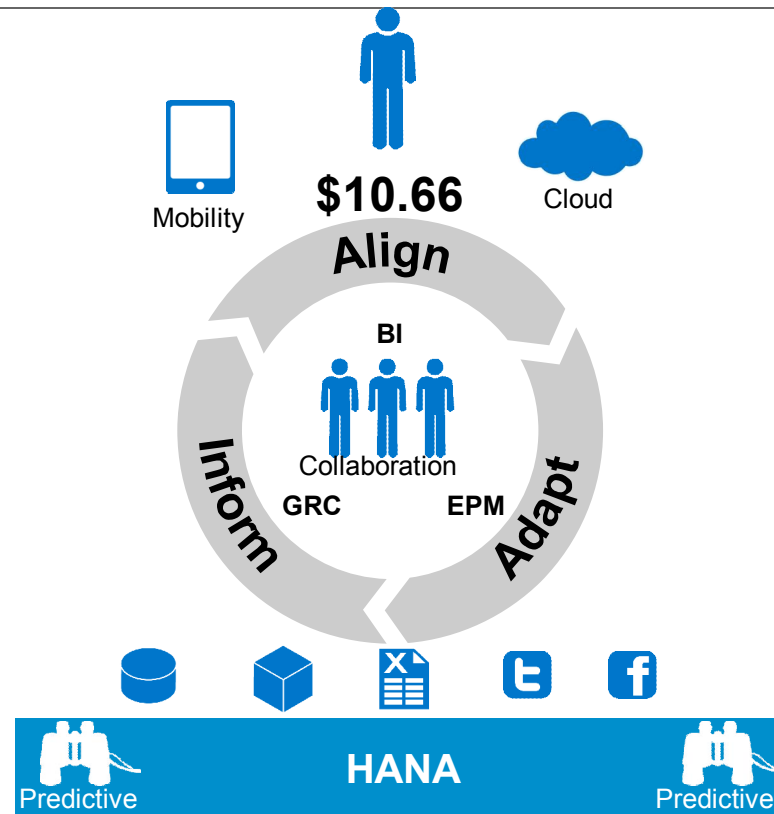 Mobility
$10.66
Cloud
Align
BI
Collaboration
Inform
GRC
EPM
Adapt
X
t
f
HANA
Predictive
Predictive